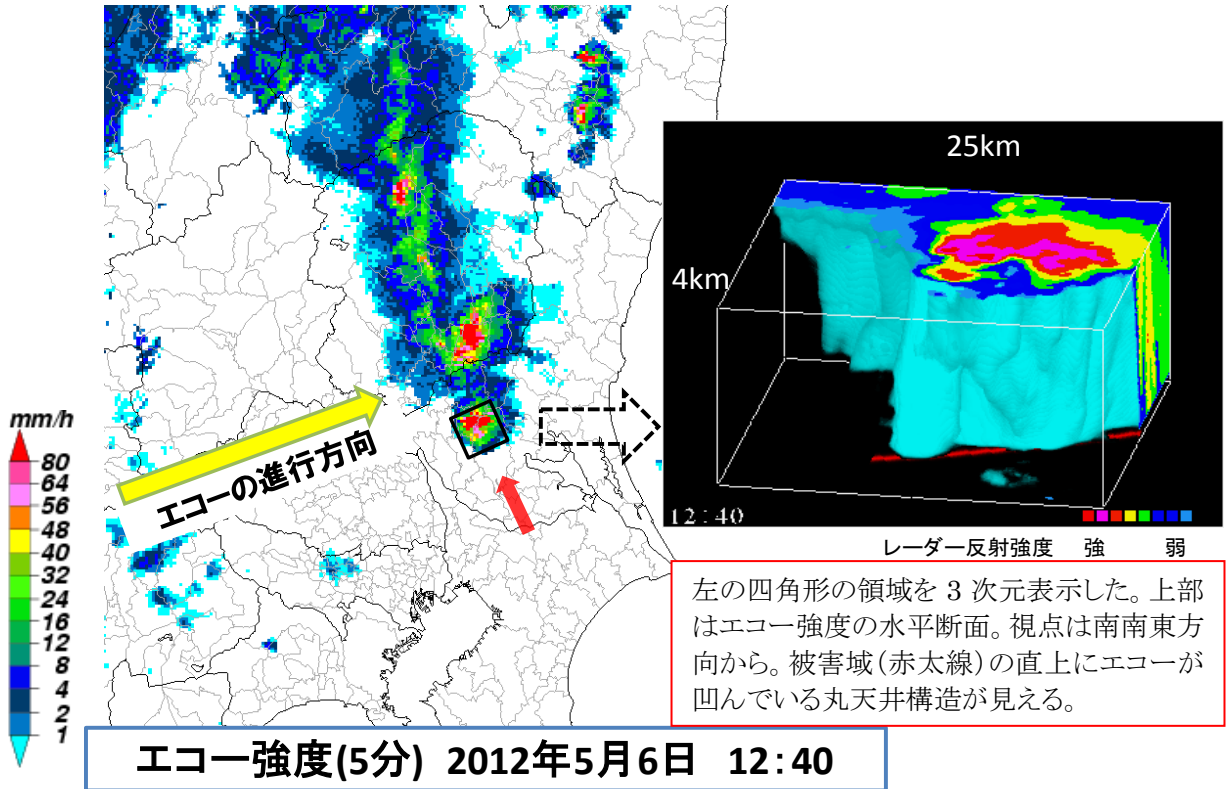 25km
4km
12:40
レーダー反射強度 強 弱
エコーの進行方向
mm/h
80
64
56
48
40
32
24
16
12
8
4
2
1
左の四角形の領域を 3 次元表示した。上部
はエコー強度の水平断面。視点は南南東方
向から。被害域(赤太線)の直上にエコーが
凹んでいる丸天井構造が見える。
エコー強度(5分) 2012年5月6日 12:40